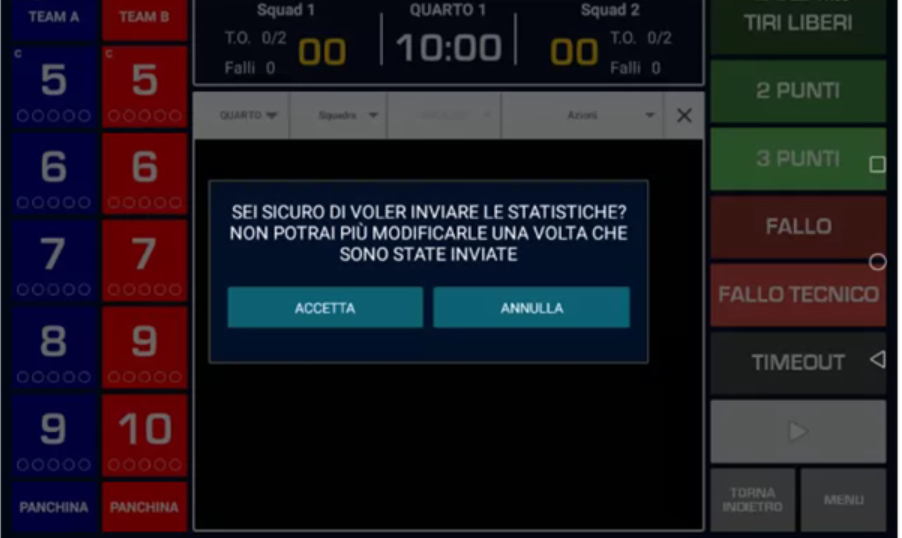 TEAM A
TEAM B
Squad 1
QUARTO 1
Squad 2
TIRI LIBERI
T.O. 0/2
00
10:00
00
T.O. 0/2
Falli 0
Falli 0
C
5
C
5
2 PUNTI
QUARTO
Squadra
Azioni
6
6
3 PUNTI
SEI SICURO DI VOLER INVIARE LE STATISTICHE?
NON POTRAI PIÙ MODIFICARLE UNA VOLTA CHE
SONO STATE INVIATE
FALLO
7
7
ACCETTA
ANNULLA
FALLO TECNICO
8
9
TIMEOUT
9
10
PANCHINA
PANCHINA
TORNA
INDIETRO
MENU